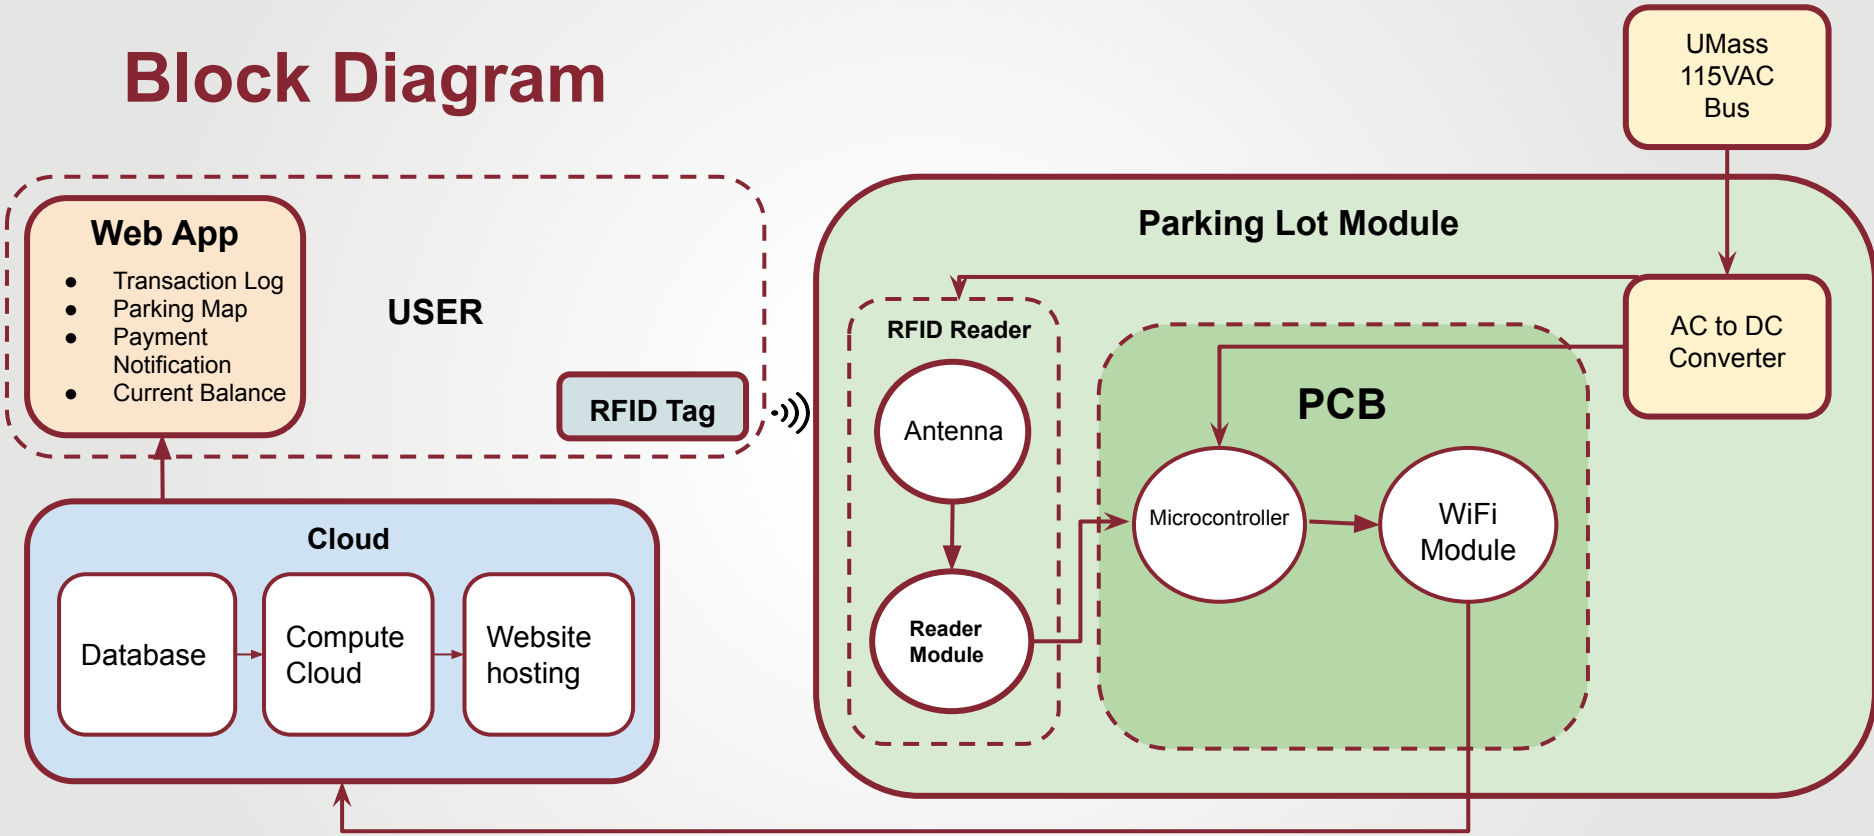 Block Diagram
UMass
115VAC
Bus
Web App
● Transaction Log
● Parking Map
● Payment
Notification
● Current Balance
USER
RFID Tag
Parking Lot Module
RFID Reader
Antenna
Reader
Module
PCB
Microcontroller
WiFi
Module
AC to DC
Converter
Cloud
Database
Compute
Cloud
Website
hosting